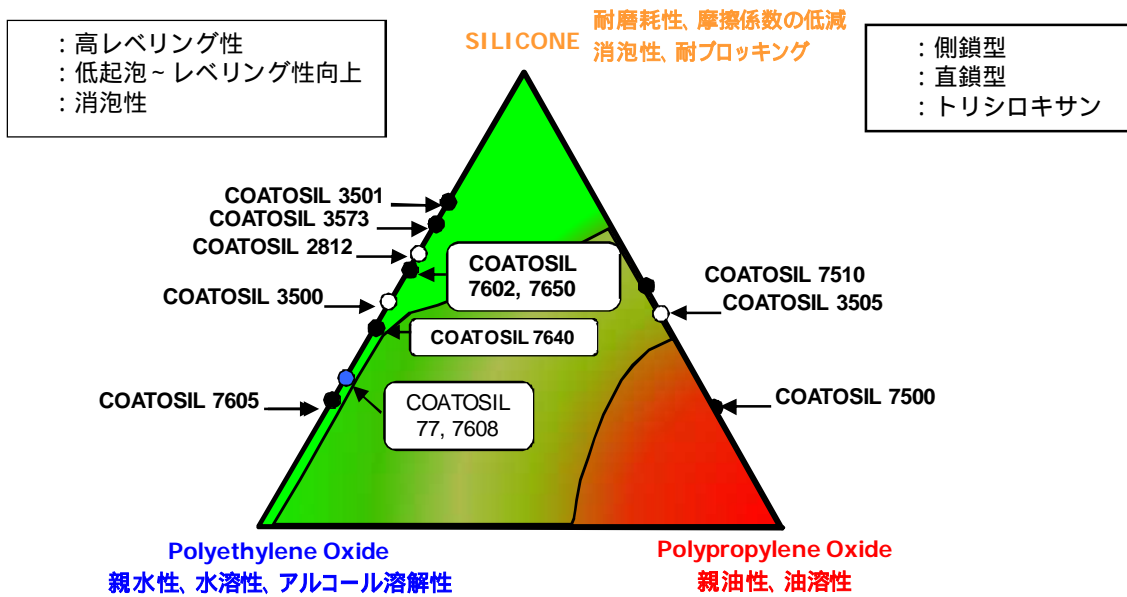 ：高レベリング性
：低起泡～レベリング性向上
：消泡性
SILICONE
耐磨耗性、摩擦係数の低減
消泡性、耐ブロッキング
：側鎖型
：直鎖型
：トリシロキサン
COATOSIL 3501
COATOSIL 3573
COATOSIL 2812
COATOSIL
7602, 7650
COATOSIL 3500
COATOSIL 7640
COATOSIL 7605
COATOSIL
77, 7608
COATOSIL 7510
COATOSIL 3505
COATOSIL 7500
Polyethylene Oxide
親水性、水溶性、アルコール溶解性
Polypropylene Oxide
親油性、油溶性